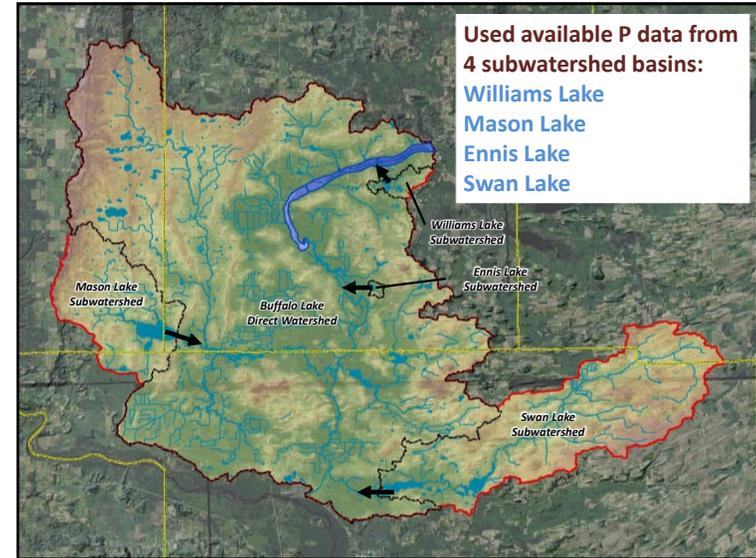 Used available P data from
4 subwatershed basins:
Williams Lake
Mason Lake
Ennis Lake
Swan Lake
Williams Lake
Subwatershed
Ennis Lake
Subwatershed
Mason Lake
Subwatershed
Buffalo Lake
Direct Watershed
Swan Lake
Subwatershed